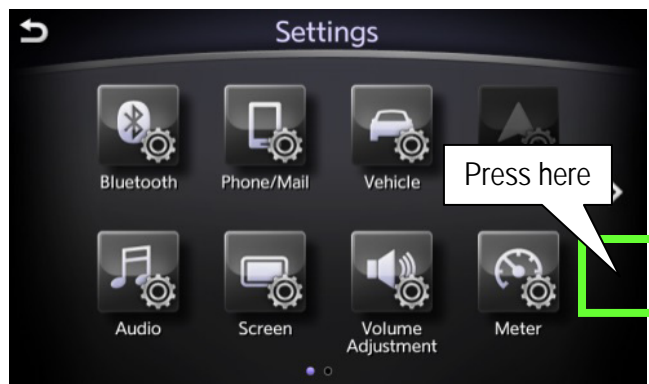 Settings
Bluetooth
Phone/Mail
Vehicle
Press here
Audio
Screen
Volume
Adjustment
Meter